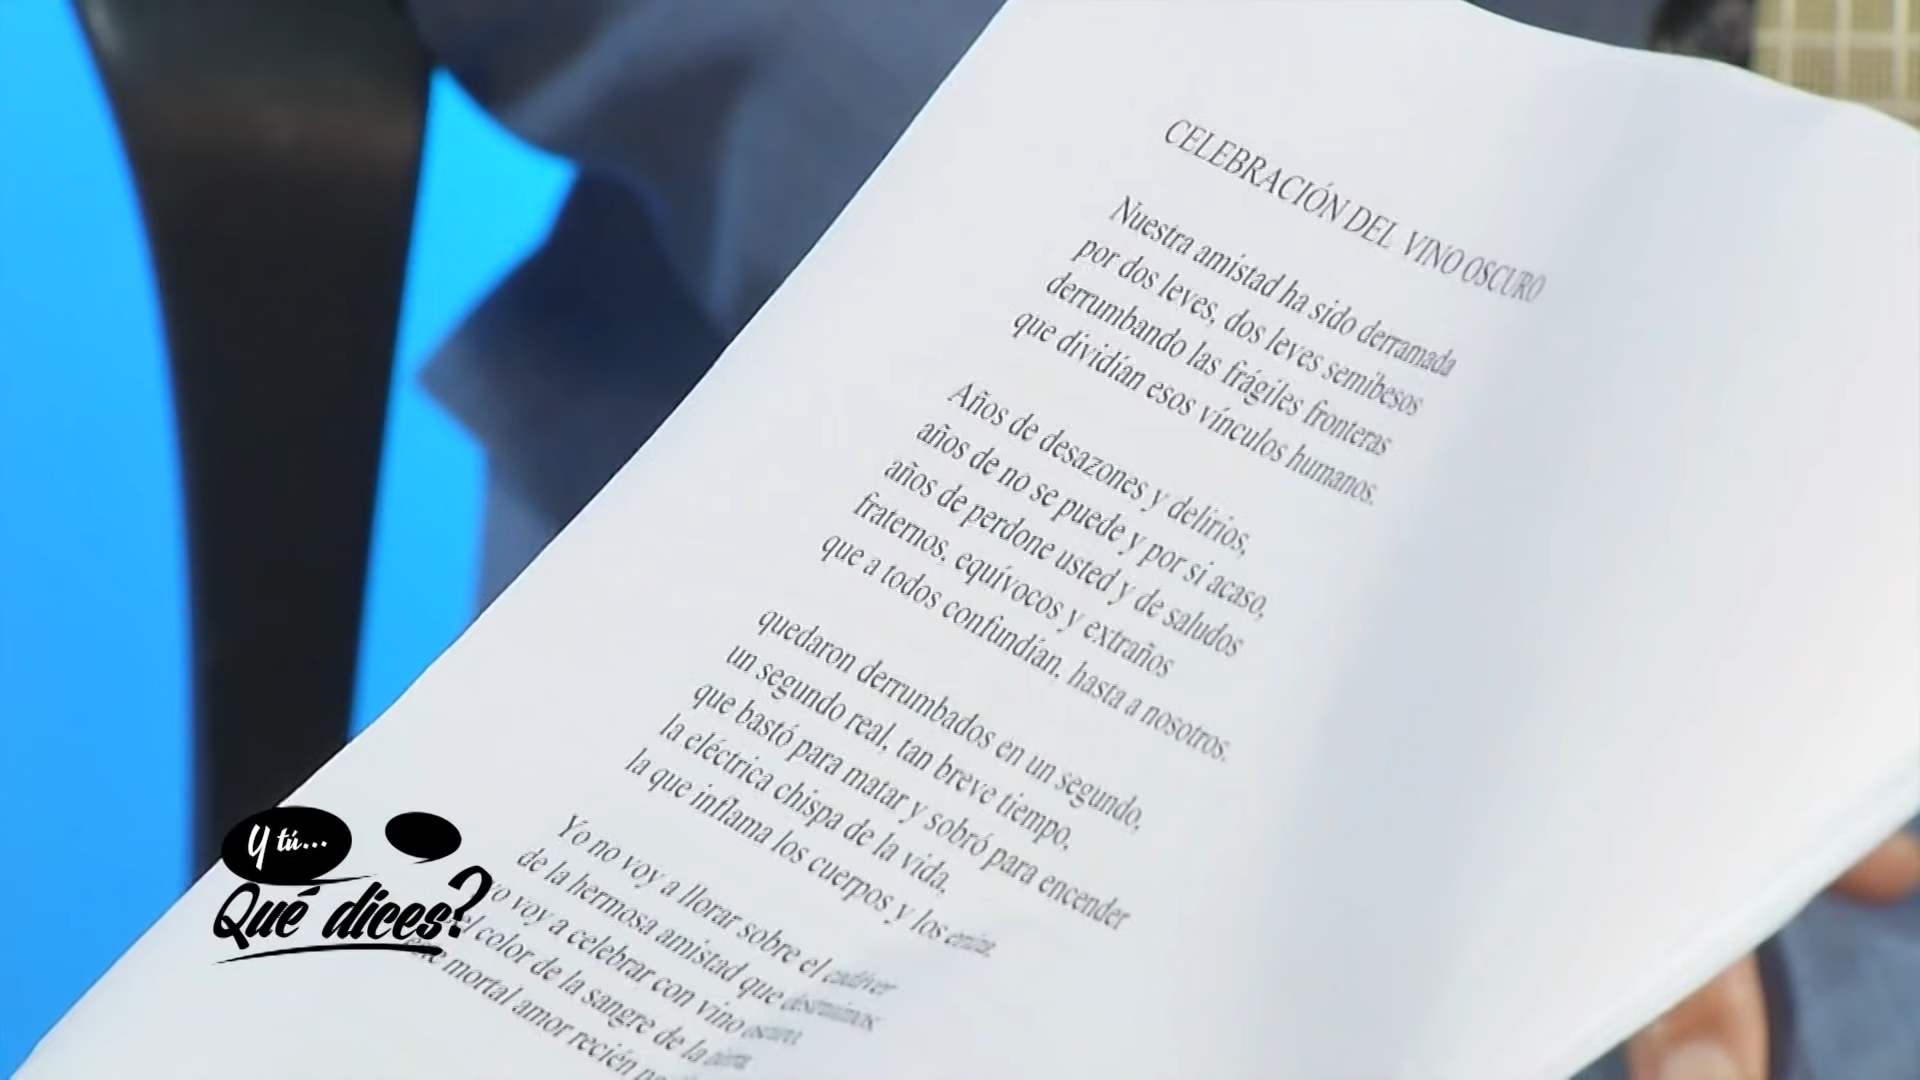 CELEBRACIÓN DEL VINO OSCURO
Nuestra amistad ha sido derramada
por dos leves, dos leves semibesos
derrumbando las frágiles fronteras
que dividían esos vínculos humanos.
Años de desazones y delirios,
años de no se puede y por si acaso,
años de perdone usted y de saludos
fraternos, equívocos y extraños
que a todos confundían, hasta a nosotros.
quedaron derrumbados en un segundo,
un segundo real, tan breve tiempo,
que bastó para matar y sobró para encender
la eléctrica chispa de la vida,
la que inflama los cuerpos y los
Yo no voy a llorar sobre el cadáver
de la hermosa amistad que
yo voy a celebrar con vino oscuro
el color de la sangre de la
mortal amor recién
Y tú...
Qué dices?